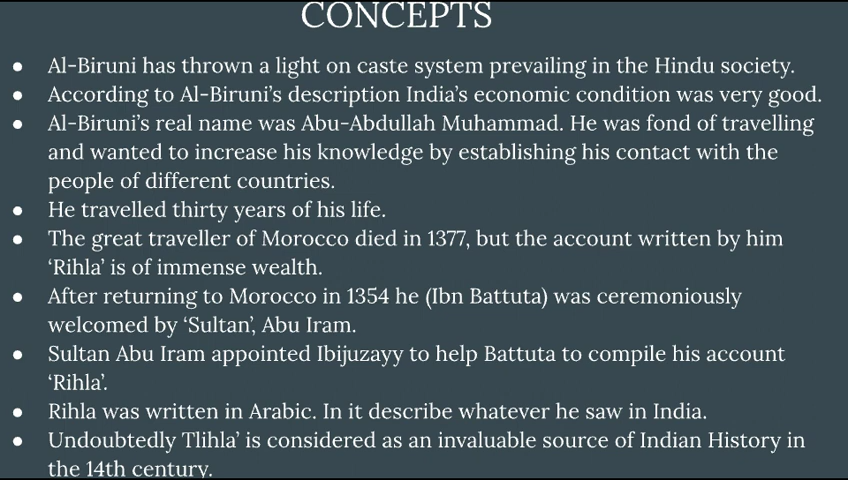 CONCEPTS
● Al-Biruni has thrown a light on caste system prevailing in the Hindu society.
● According to Al-Biruni's description India's economic condition was very good.
● Al-Biruni's real name was Abu-Abdullah Muhammad. He was fond of travelling
and wanted to increase his knowledge by establishing his contact with the
people of different countries.
● He travelled thirty years of his life.
● The great traveller of Morocco died in 1377, but the account written by him
'Rihla' is of immense wealth.
● After returning to Morocco in 1354 he (Ibn Battuta) was ceremoniously
welcomed by 'Sultan', Abu Iram.
● Sultan Abu Iram appointed Ibijuzayy to help Battuta to compile his account
'Rihla'.
● Rihla was written in Arabic. In it describe whatever he saw in India.
● Undoubtedly Tlihla' is considered as an invaluable source of Indian History in
the 14th century.